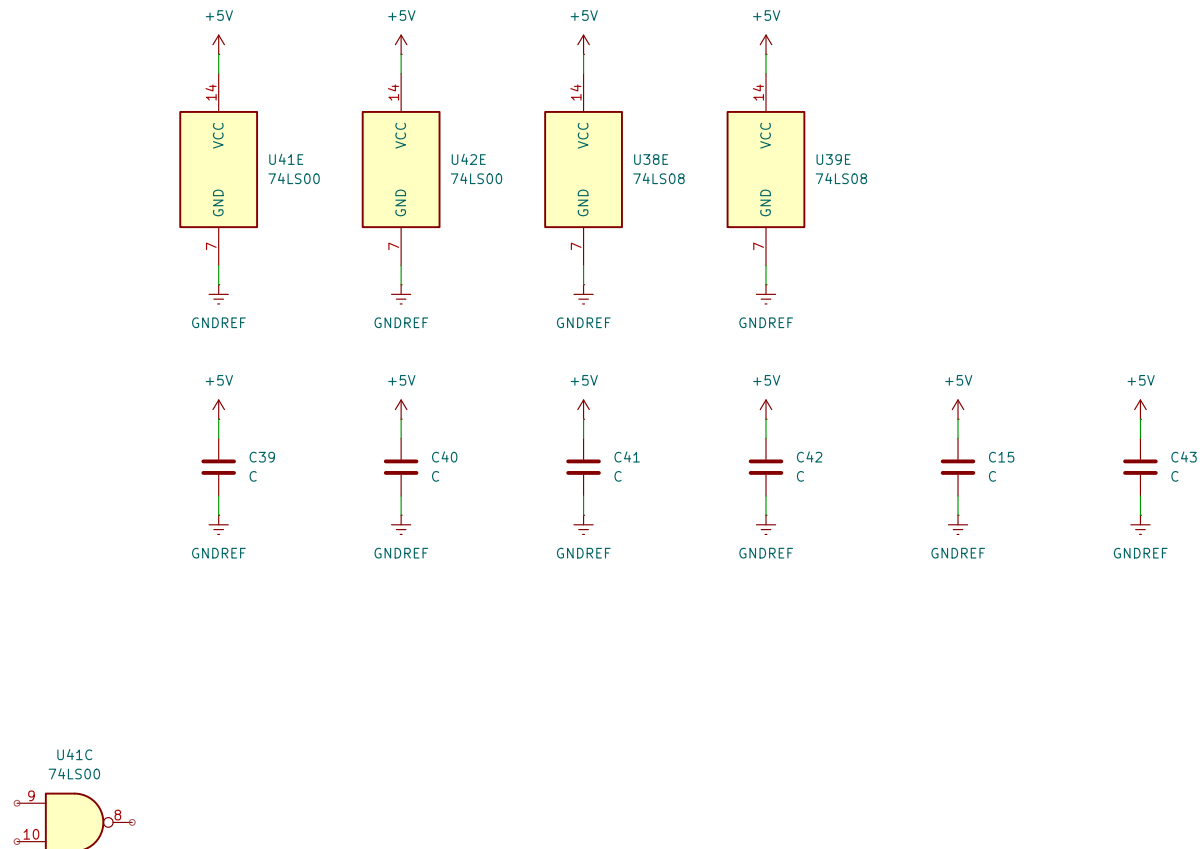 +5V +5V +5V +5V
14 14 14 14
VCC VCC VCC VCC
U41E U42E U38E U39E
74LS00 74LS00 74LS08 74LS08
GND GND GND GND
7 7 7 7
GNDREF GNDREF GNDREF GNDREF
+5V +5V +5V +5V +5V +5V
C39 C40 C41 C42 C15 C43
C C C C C C
GNDREF GNDREF GNDREF GNDREF GNDREF GNDREF
U41C
74LS00
9
8
10